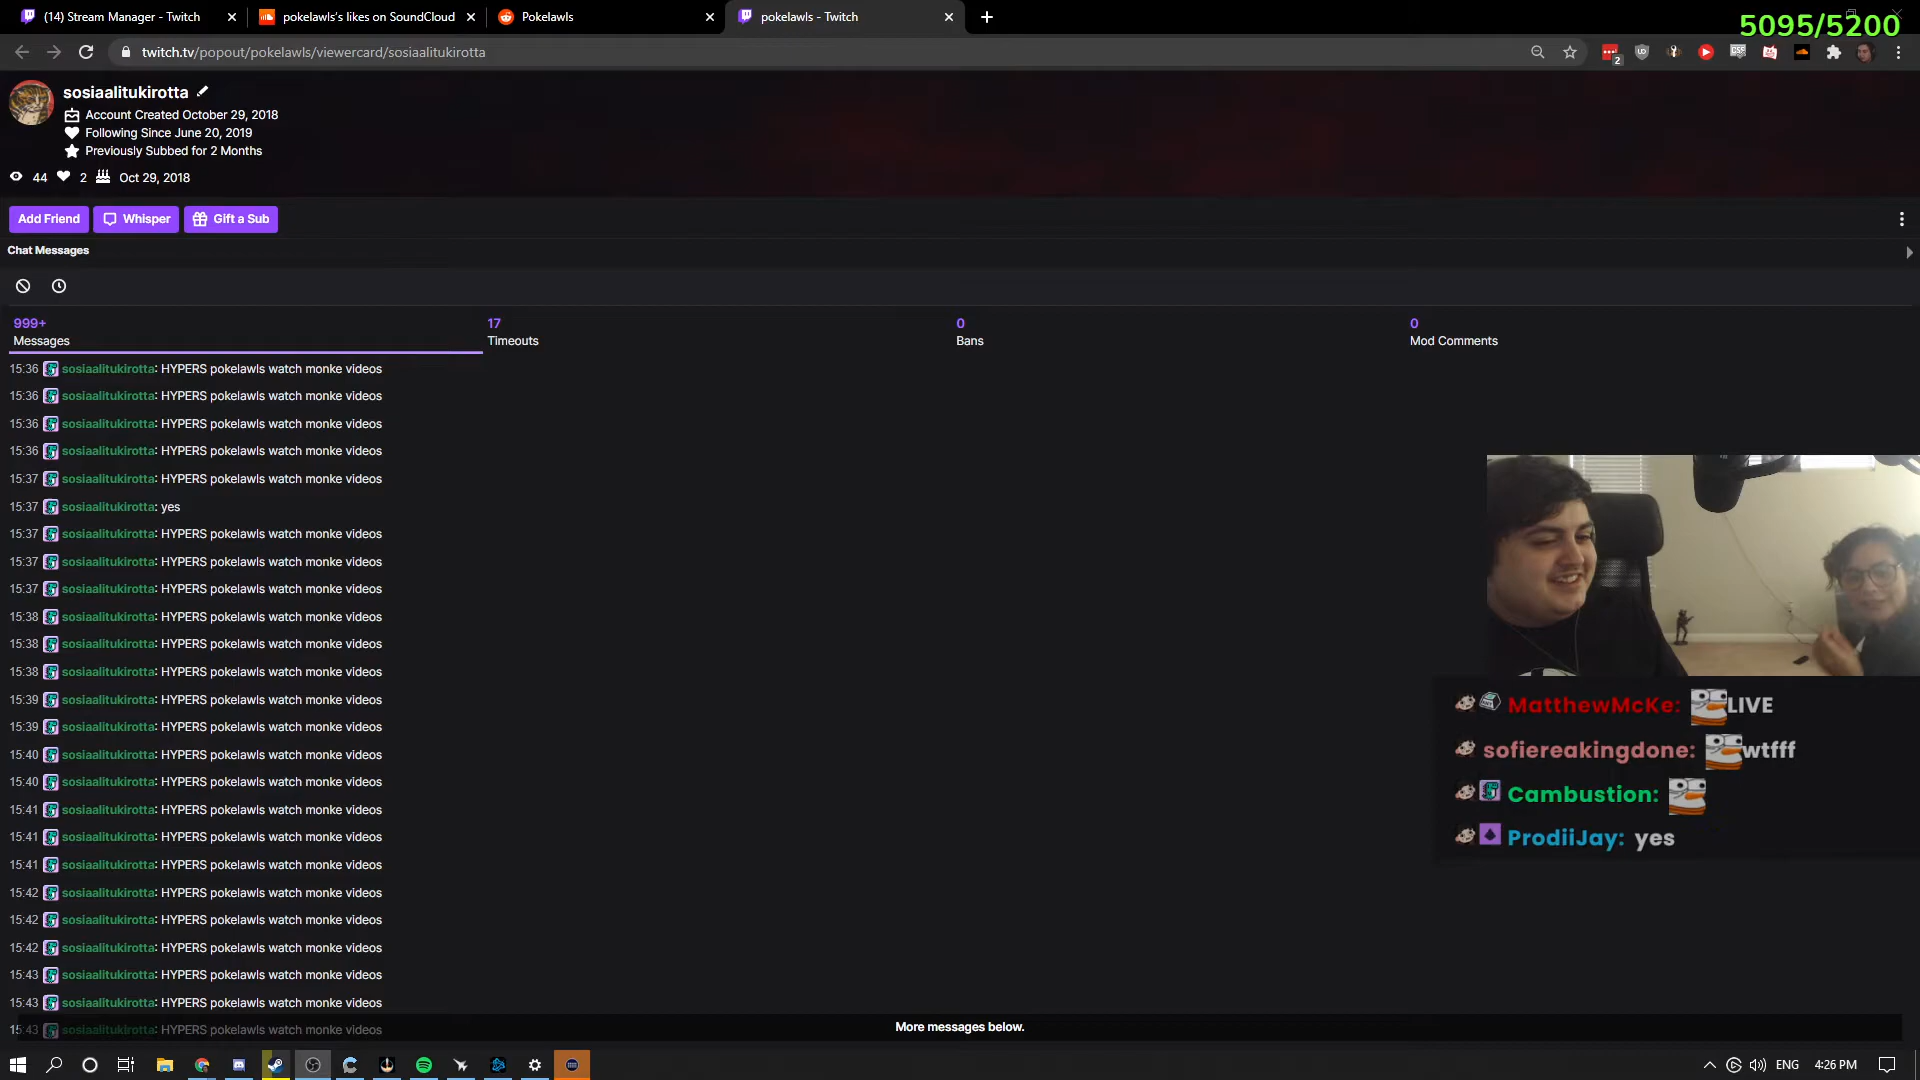 (14) Stream Manager - Twitch
pokelawls's likes on SoundCloud
Pokelawls
pokelawls - Twitch
5095/5200
twitch.tv/popout/pokelawls/viewercard/sosiaalitukirotta
2
sosiaalitukirotta
Account Created October 29, 2018
Following Since June 20, 2019
Previously Subbed for 2 Months
44 2 Oct 29, 2018
Add Friend Whisper Gift a Sub
Chat Messages
999+ 17 0 0
Messages Timeouts Bans Mod Comments
15:36 sosiaalitukirotta: HYPERS pokelawls watch monke videos
15:36 sosiaalitukirotta: HYPERS pokelawls watch monke videos
15:36 sosiaalitukirotta: HYPERS pokelawls watch monke videos
15:36 sosiaalitukirotta: HYPERS pokelawls watch monke videos
15:37 sosiaalitukirotta: HYPERS pokelawls watch monke videos
15:37 sosiaalitukirotta: yes
15:37 sosiaalitukirotta: HYPERS pokelawls watch monke videos
15:37 sosiaalitukirotta: HYPERS pokelawls watch monke videos
15:37 sosiaalitukirotta: HYPERS pokelawls watch monke videos
15:38 sosiaalitukirotta: HYPERS pokelawls watch monke videos
15:38 sosiaalitukirotta: HYPERS pokelawls watch monke videos
15:38 sosiaalitukirotta: HYPERS pokelawls watch monke videos
15:39 sosiaalitukirotta: HYPERS pokelawls watch monke videos
15:39 sosiaalitukirotta: HYPERS pokelawls watch monke videos
15:40 sosiaalitukirotta: HYPERS pokelawls watch monke videos
15:40 sosiaalitukirotta: HYPERS pokelawls watch monke videos
15:41 sosiaalitukirotta: HYPERS pokelawls watch monke videos
15:41 sosiaalitukirotta: HYPERS pokelawls watch monke videos
15:41 sosiaalitukirotta: HYPERS pokelawls watch monke videos
15:42 sosiaalitukirotta: HYPERS pokelawls watch monke videos
15:42 sosiaalitukirotta: HYPERS pokelawls watch monke videos
15:42 sosiaalitukirotta: HYPERS pokelawls watch monke videos
15:43 sosiaalitukirotta: HYPERS pokelawls watch monke videos
15:43 sosiaalitukirotta: HYPERS pokelawls watch monke videos
15:43 sosiaalitukirotta: HYPERS pokelawls watch monke videos
More messages below.
MatthewMcKe: LIVE
sofiereakingdone: wtfff
Cambustion:
ProdiiJay: yes
ENG 4:26 PM